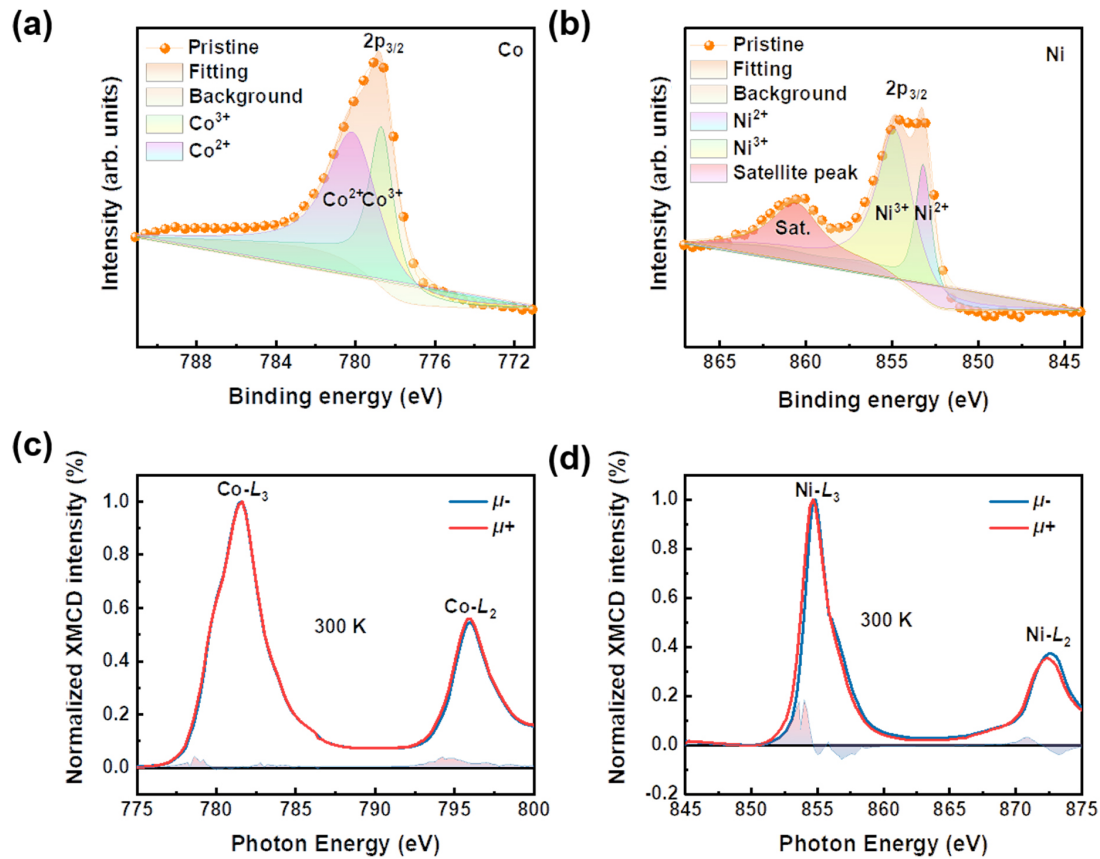 (a)
2p3/2
Co
Pristine
Fitting
Background
Co3+
Co2+
Co2+ Co3+
Intensity (arb. units)
788 784 780 776 772
Binding energy (eV)
(b)
Ni
Pristine
Fitting
Background
Ni2+
Ni3+
Satellite peak
2p3/2
Sat.
Ni3+ Ni2+
Intensity (arb. units)
865 860 855 850 845
Binding energy (eV)
(c)
Normalized XMCD intensity (%)
1.0
0.8
0.6
0.4
0.2
0.0
Co-L3
μ-
μ+
300 K
Co-L2
775 780 785 790 795 800
Photon Energy (eV)
(d)
Normalized XMCD intensity (%)
1.0
0.8
0.6
0.4
0.2
0.0
-0.2
Ni-L3
μ-
μ+
300 K
Ni-L2
845 850 855 860 865 870 875
Photon Energy (eV)